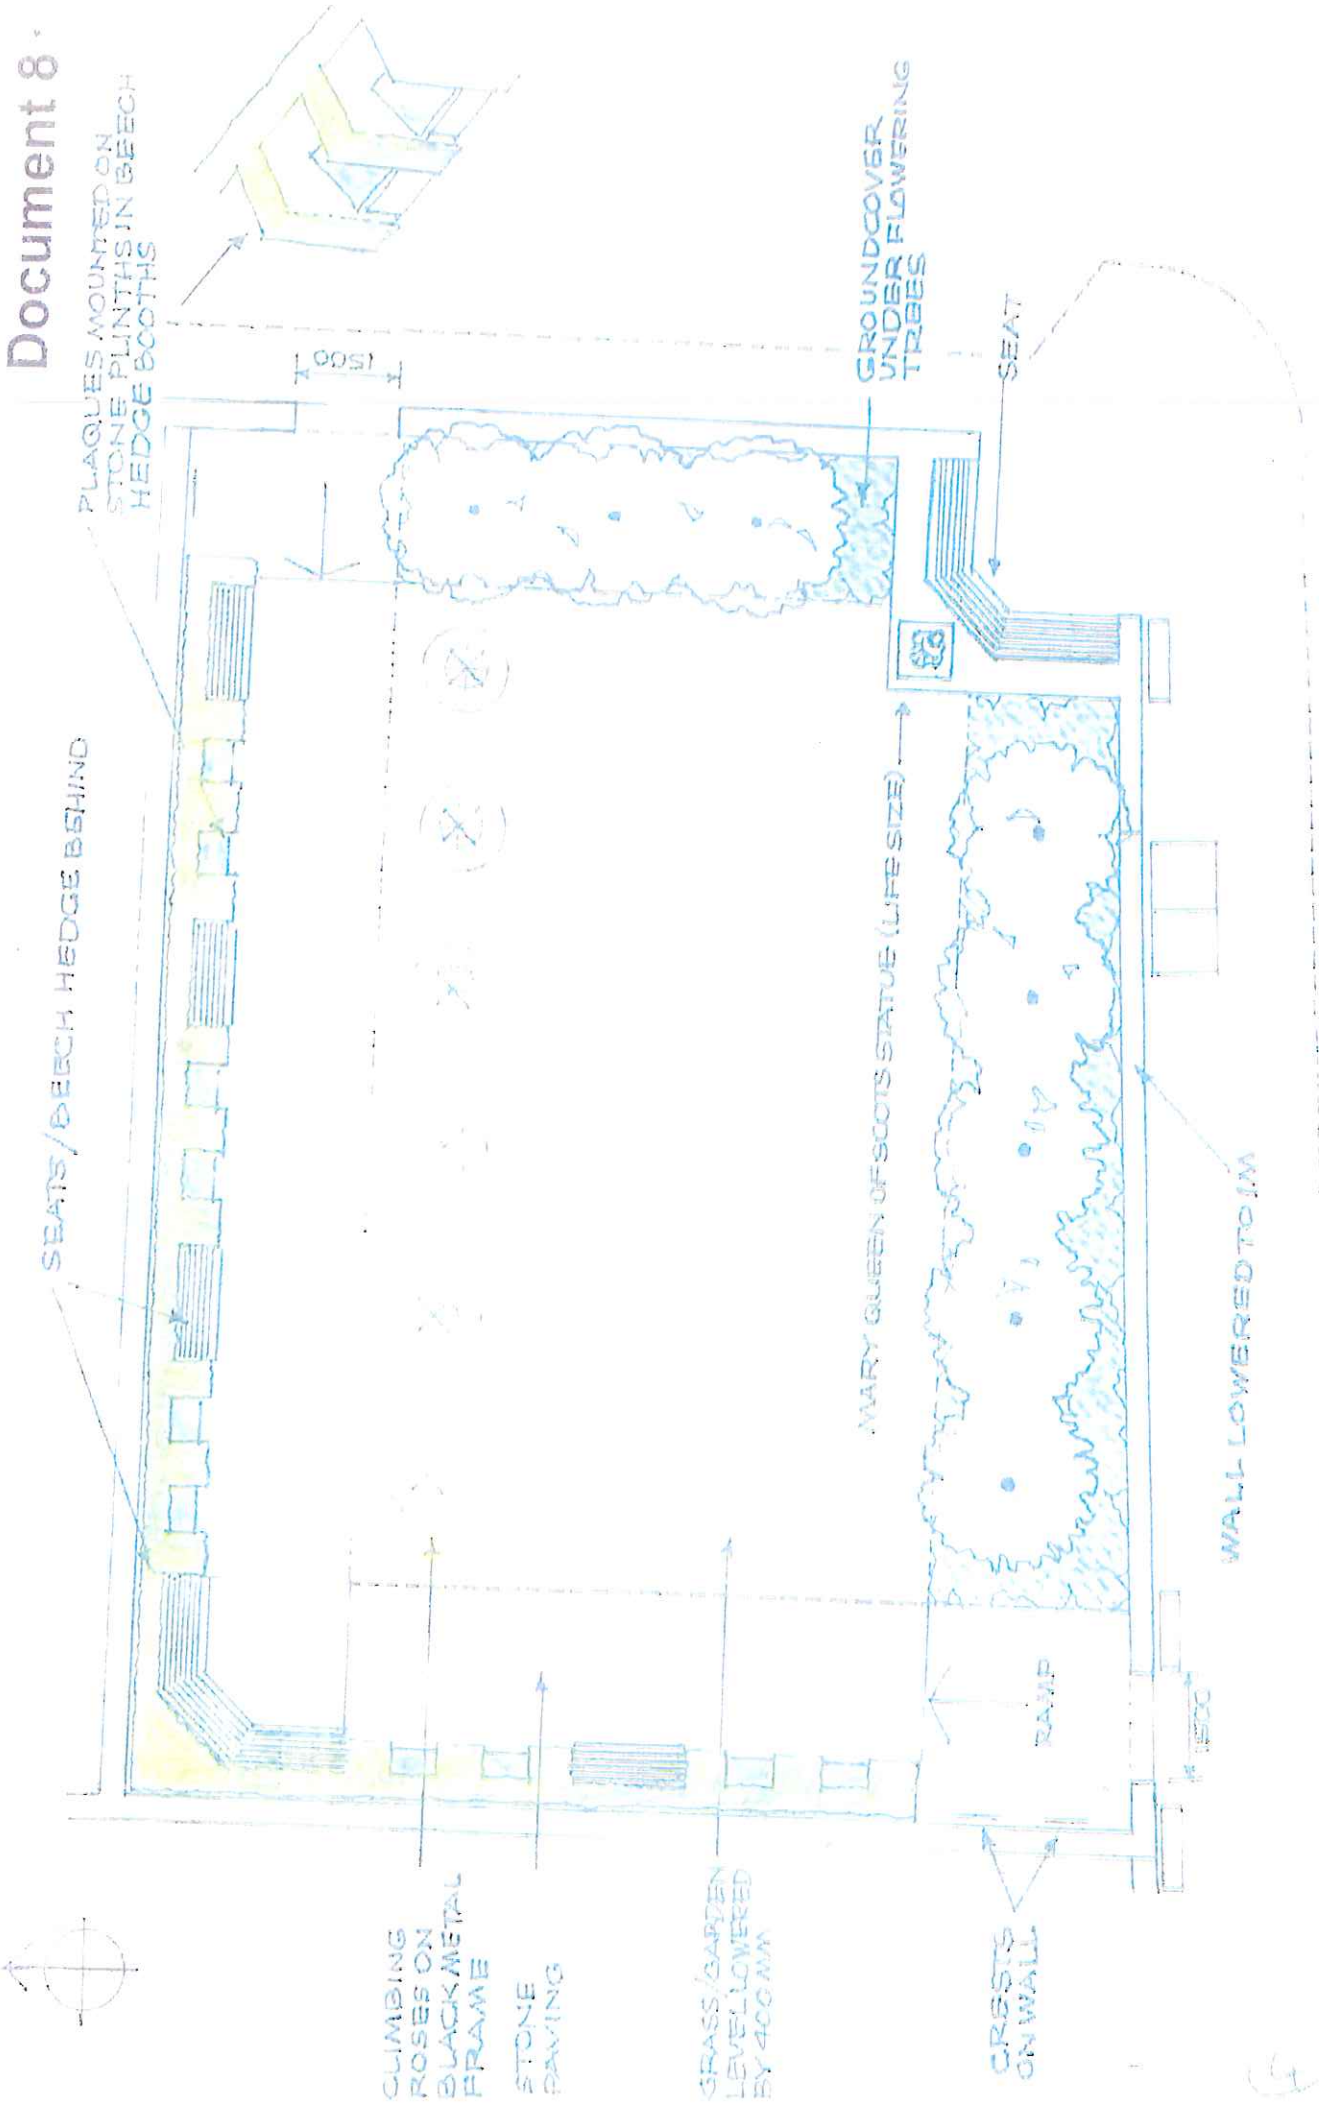 Document 8.
PLAQUES MOUNTED ON
STONE PLINTHS IN BEECH
HEDGE BOOTHS
SEATS/BEECH HEDGE BEHIND
1500
GROUNDCOVER
UNDER FLOWERING
TREES
SEAT
MARY QUEEN OF SCOTS STATUE (LIFE SIZE)
WALL LOWERED TO 1M
CLIMBING
ROSES ON
BLACK METAL
FRAME
STONE
PAVING
GRASS/GARDEN
LEVEL LOWERED
BY 400MM
CRESTS
ON WALL
RAMP
1500